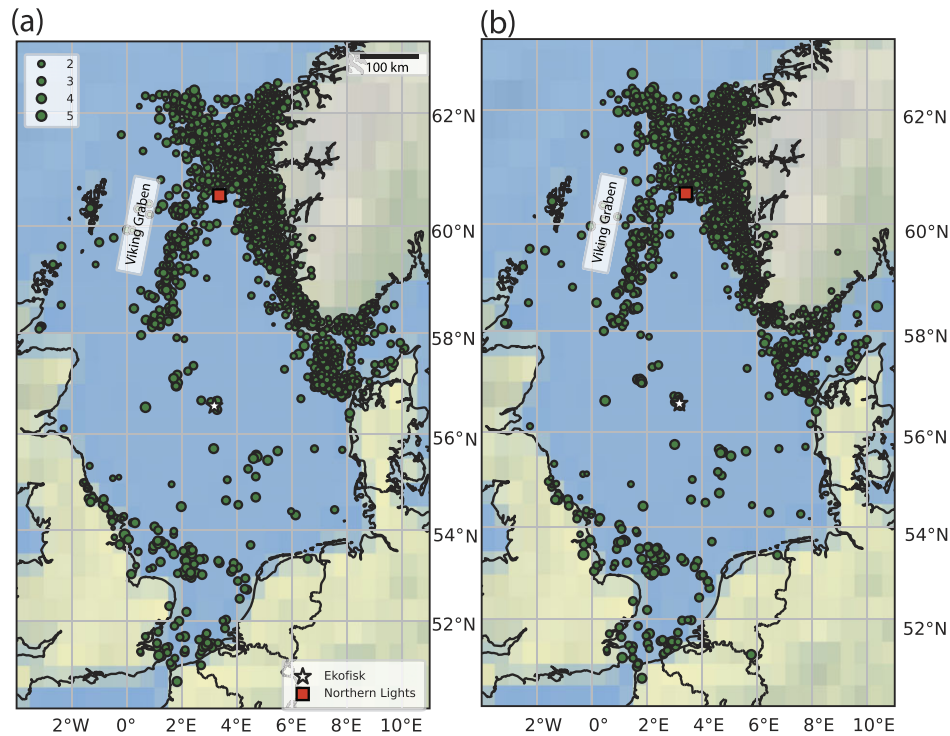 (a)
(b)
2
3
4
5
100 km
Viking Graben
Viking Graben
62°N
60°N
58°N
56°N
54°N
52°N
62°N
60°N
58°N
56°N
54°N
52°N
Ekofisk
Northern Lights
2°W 0° 2°E 4°E 6°E 8°E 10°E
2°W 0° 2°E 4°E 6°E 8°E 10°E